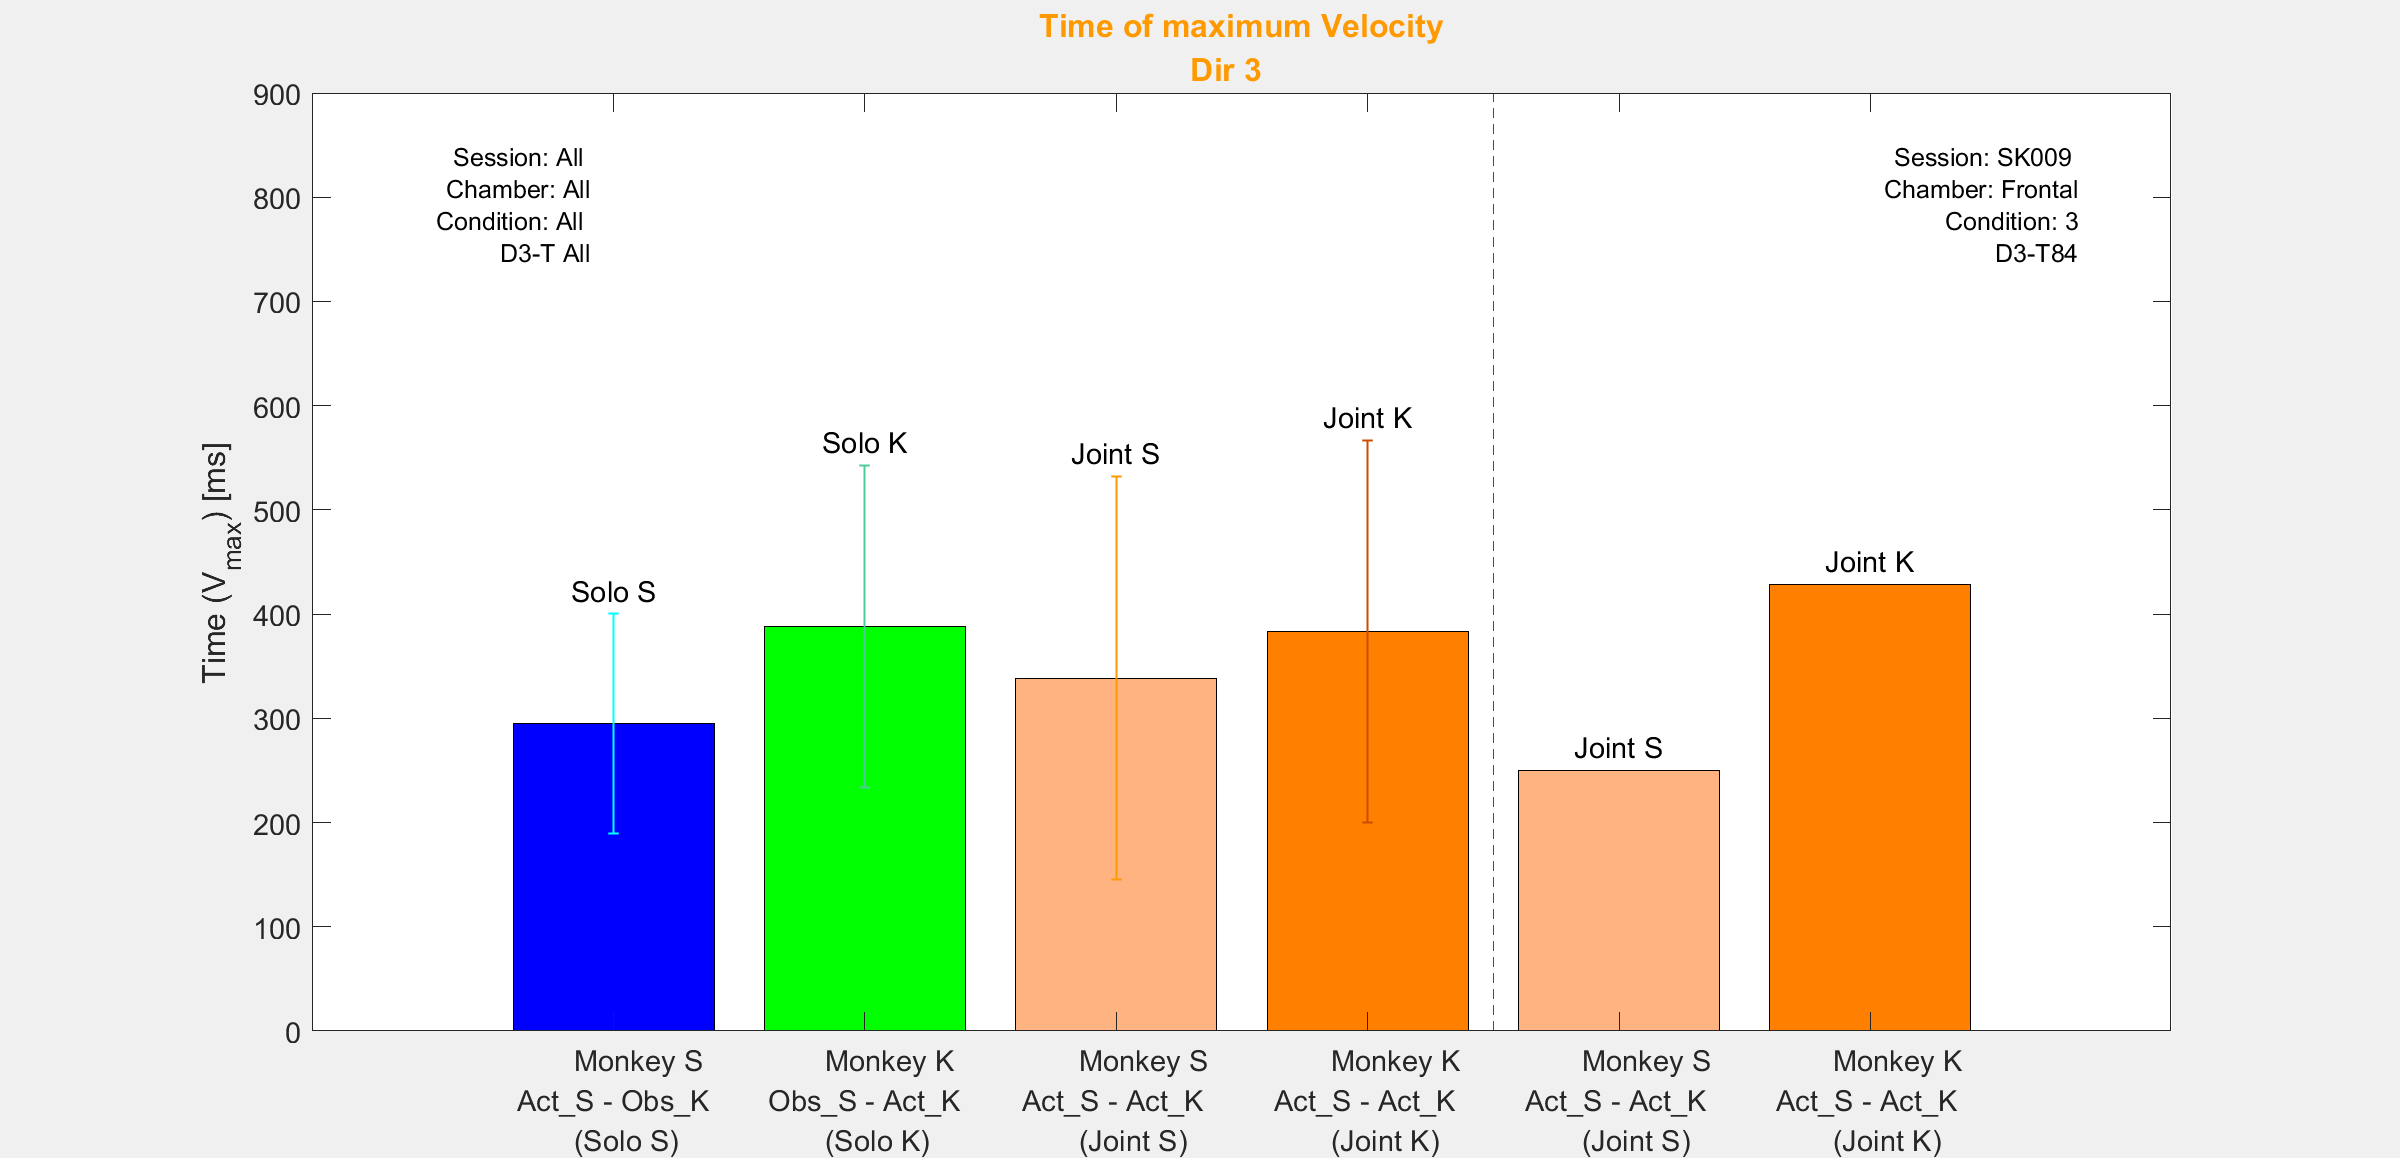 Time of maximum Velocity
Dir 3
900
800
700
600
500
400
300
200
100
0
Time (Vmax) [ms]
Session: All
Chamber: All
Condition: All
D3-T All
Session: SK009
Chamber: Frontal
Condition: 3
D3-T84
Solo S
Solo K
Joint S
Joint K
Joint S
Joint K
Monkey S
Act_S - Obs_K
(Solo S)
Monkey K
Obs_S - Act_K
(Solo K)
Monkey S
Act_S - Act_K
(Joint S)
Monkey K
Act_S - Act_K
(Joint K)
Monkey S
Act_S - Act_K
(Joint S)
Monkey K
Act_S - Act_K
(Joint K)